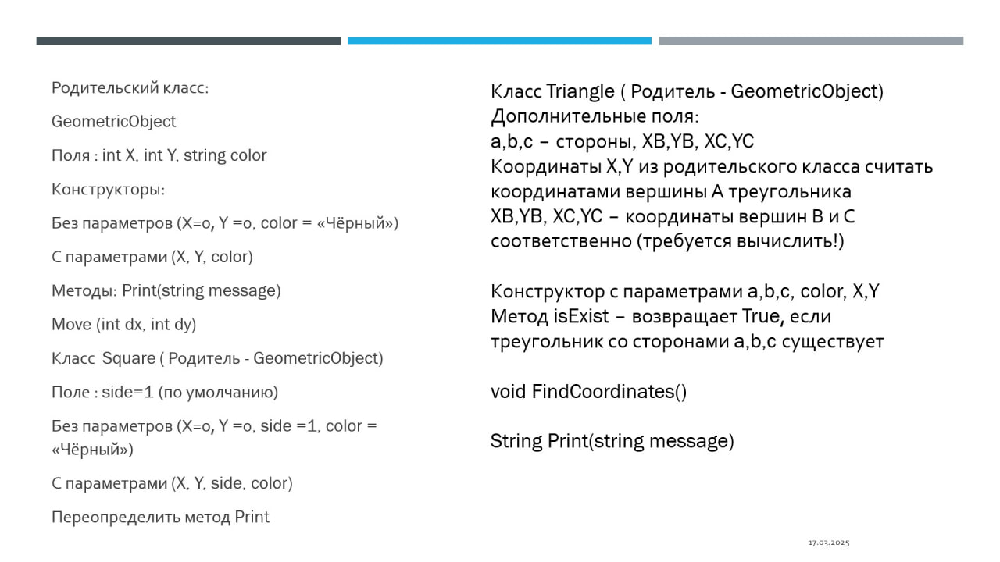 Родительский класс:
GeometricObject
Поля : int X, int Y, string color
Конструкторы:
Без параметров (X=0, Y =0, color = «Чёрный»)
С параметрами (X, Y, color)
Методы: Print(string message)
Move (int dx, int dy)
Класс Square ( Родитель - GeometricObject)
Поле : side=1 (по умолчанию)
Без параметров (X=0, Y =0, side =1, color =
«Чёрный»)
С параметрами (X, Y, side, color)
Переопределить метод Print
Класс Triangle ( Родитель - GeometricObject)
Дополнительные поля:
a,b,c – стороны, XB,YB, XC,YC
Координаты X,Y из родительского класса считать
координатами вершины А треугольника
XB,YB, XC,YC – координаты вершин В и С
соответственно (требуется вычислить!)
Конструктор с параметрами a,b,c, color, X,Y
Метод isExist – возвращает True, если
треугольник со сторонами a,b,c существует
void FindCoordinates()
String Print(string message)
17.03.2025